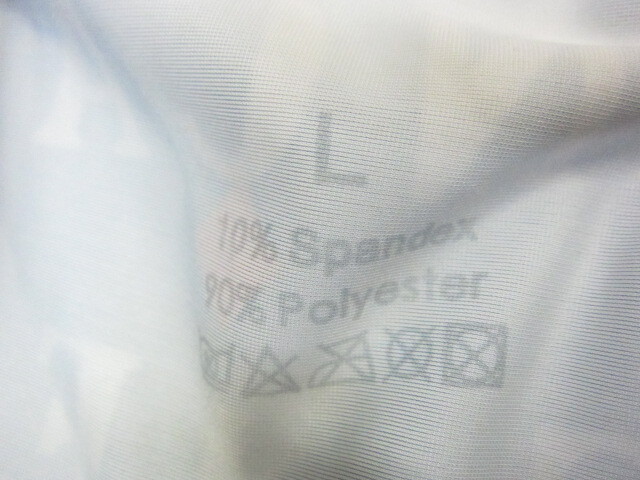 L
10% Spandex
90% Polyester